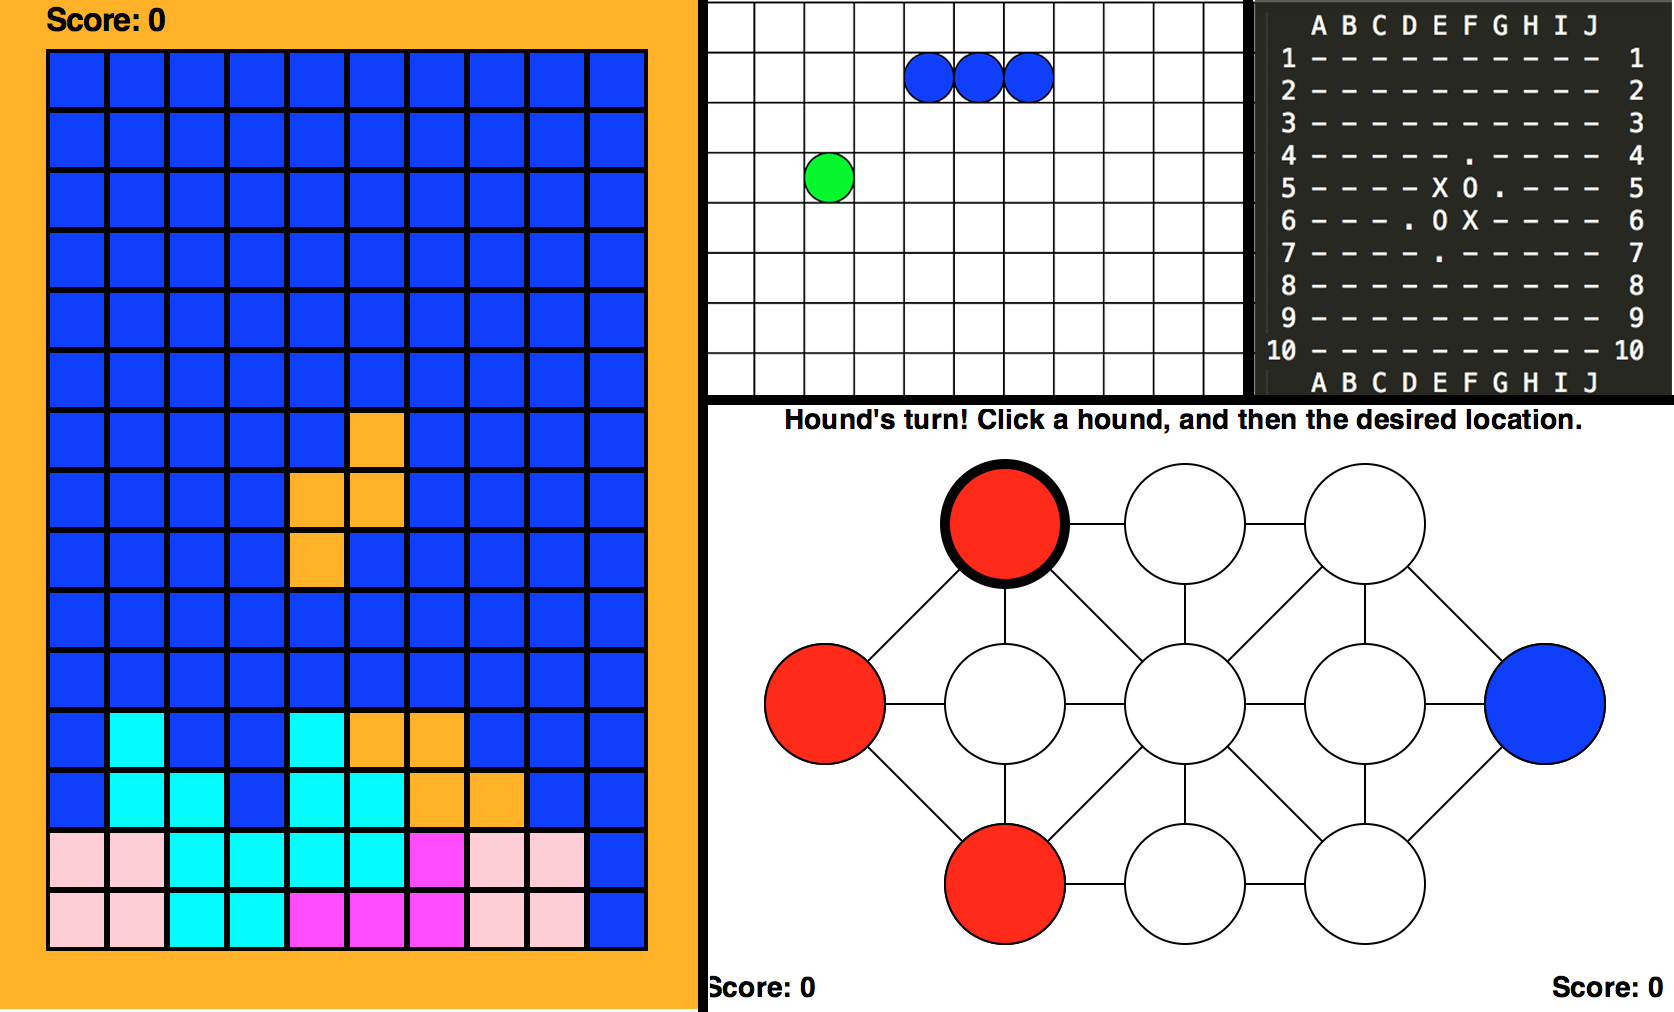 Score: 0
A B C D E F G H I J
1 - - - - - - - - - - 1
2 - - - - - - - - - - 2
3 - - - - - - - - - - 3
4 - - - - - . - - - - 4
5 - - - - X O . - - - 5
6 - - - . O X - - - - 6
7 - - - - . - - - - - 7
8 - - - - - - - - - - 8
9 - - - - - - - - - - 9
10 - - - - - - - - - - 10
A B C D E F G H I J
Hound's turn! Click a hound, and then the desired location.
Score: 0
Score: 0